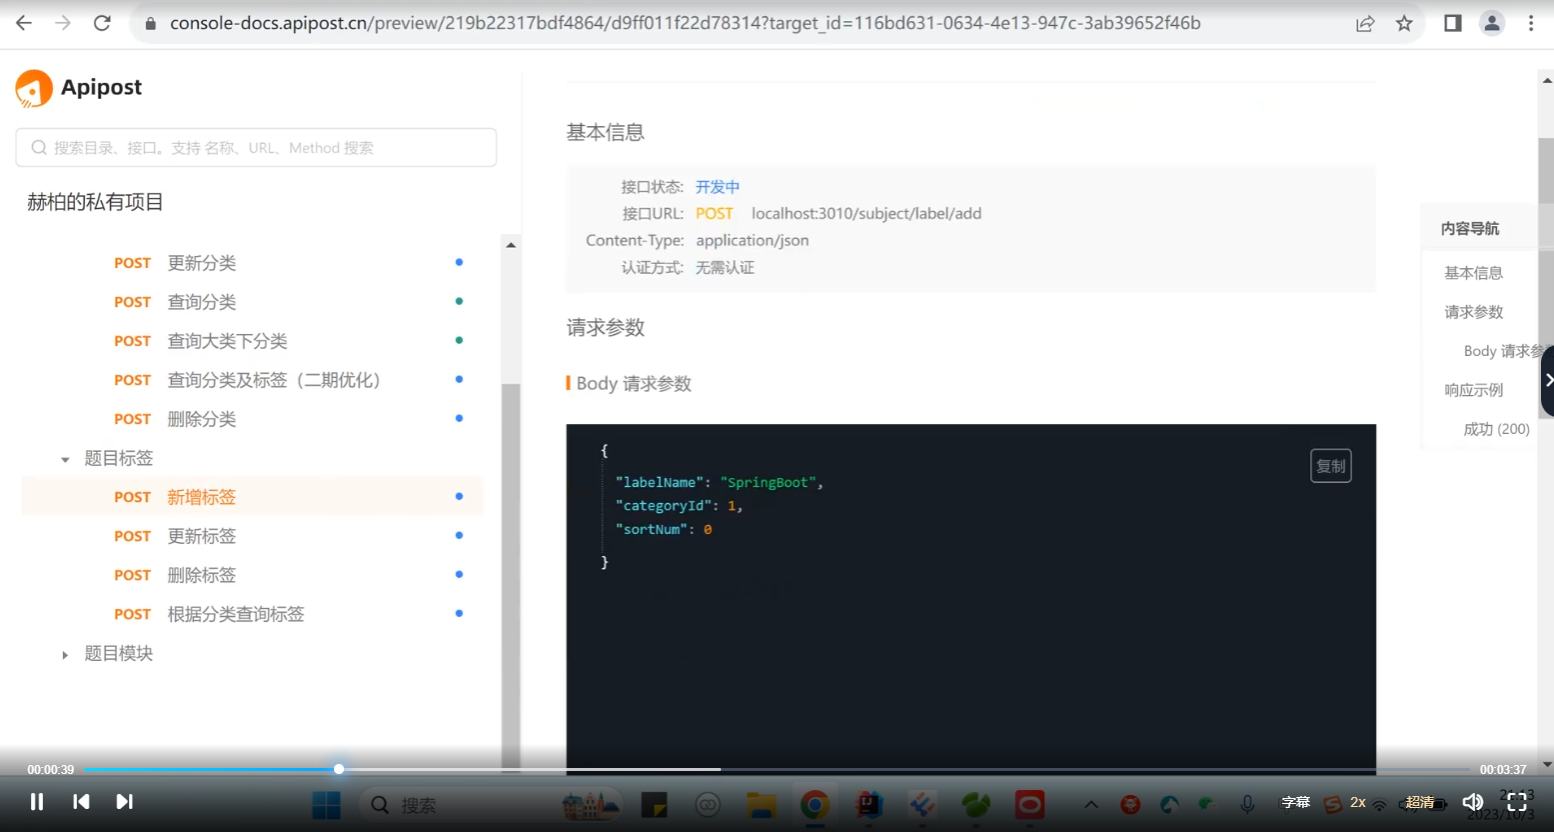 console-docs.apipost.cn/preview/219b22317bdf4864/d9ff011f22d78314?target_id=116bd631-0634-4e13-947c-3ab39652f46b
Apipost
搜索目录、接口。支持 名称、URL、Method 搜索
赫柏的私有项目
POST 更新分类
POST 查询分类
POST 查询大类下分类
POST 查询分类及标签（二期优化）
POST 删除分类
题目标签
POST 新增标签
POST 更新标签
POST 删除标签
POST 根据分类查询标签
题目模块
基本信息
接口状态: 开发中
接口URL: POST localhost:3010/subject/label/add
Content-Type: application/json
认证方式: 无需认证
请求参数
Body 请求参数
复制
{
"labelName": "SpringBoot",
"categoryId": 1,
"sortNum": 0
}
内容导航
基本信息
请求参数
Body 请求参
响应示例
成功 (200)
00:00:39
00:03:37
搜索
字幕
2x
超清
2023/10/3